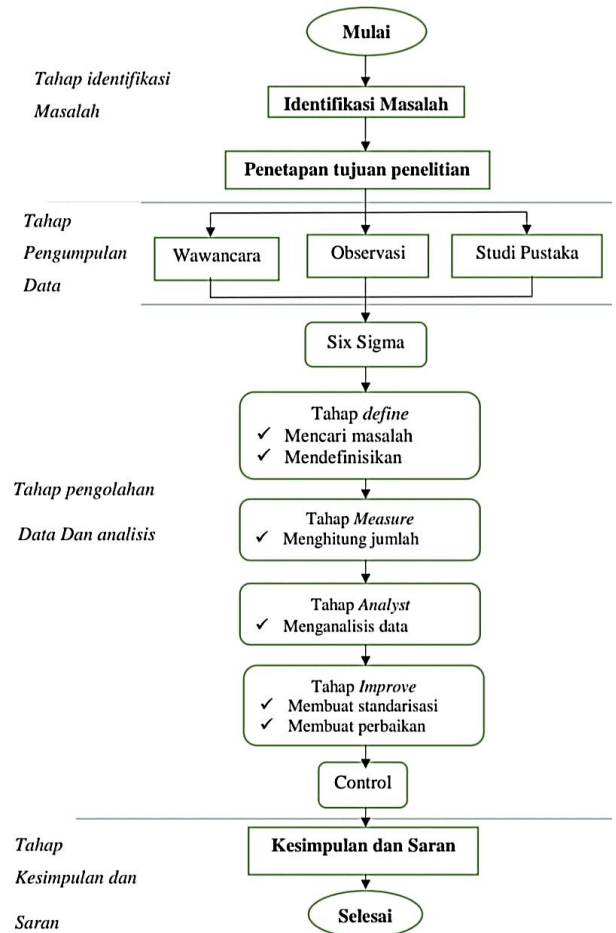 Mulai
Tahap identifikasi
Masalah
Identifikasi Masalah
Penetapan tujuan penelitian
Tahap
Pengumpulan
Data
Wawancara
Observasi
Studi Pustaka
Six Sigma
Tahap define
✓ Mencari masalah
✓ Mendefinisikan
Tahap pengolahan
Data Dan analisis
Tahap Measure
✓ Menghitung jumlah
Tahap Analyst
✓ Menganalisis data
Tahap Improve
✓ Membuat standarisasi
✓ Membuat perbaikan
Control
Tahap
Kesimpulan dan
Saran
Kesimpulan dan Saran
Selesai